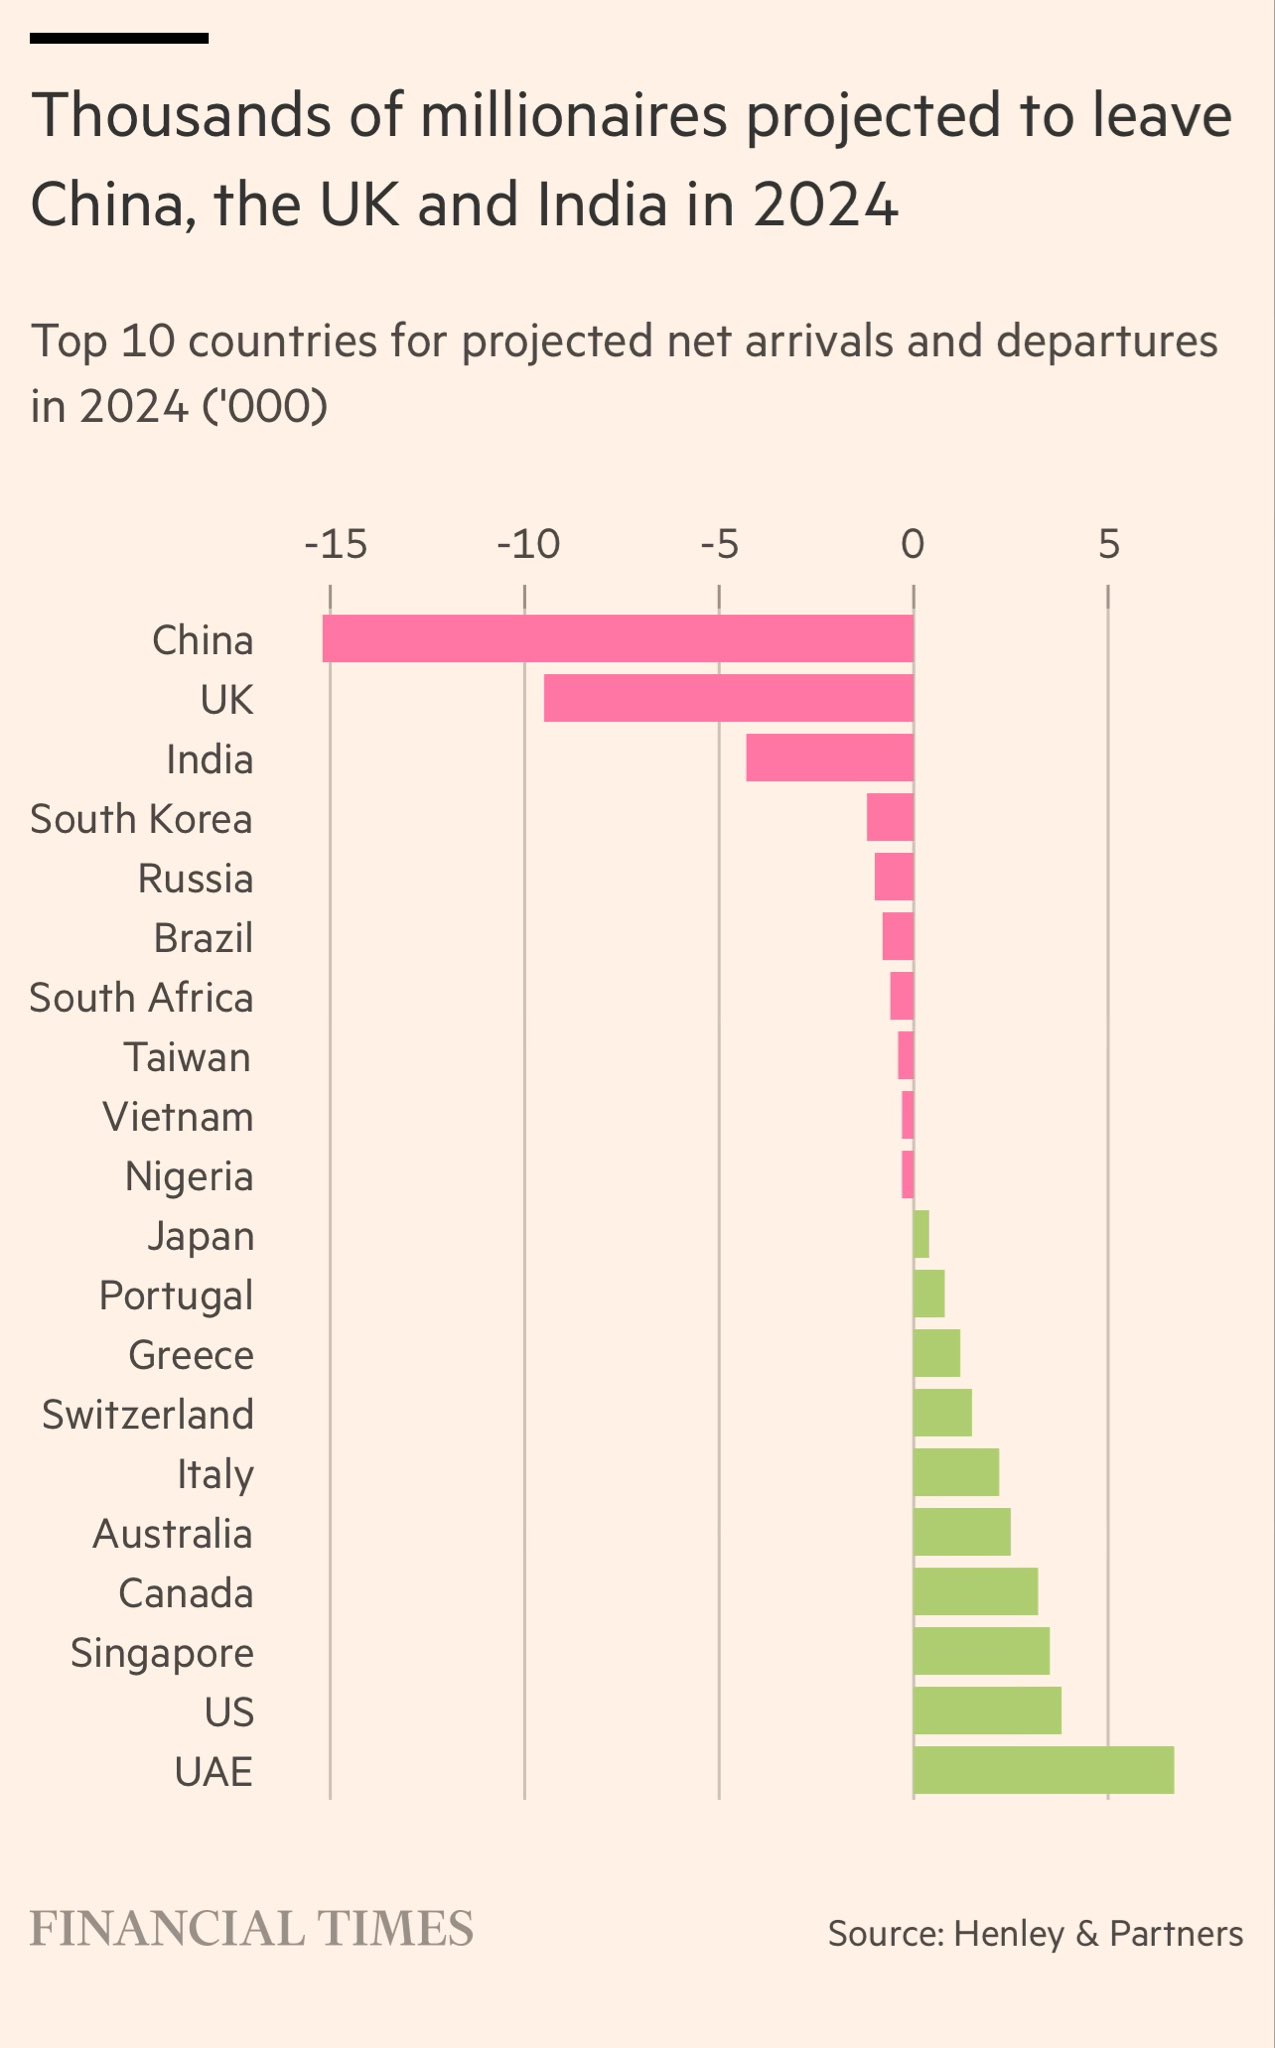 Thousands of millionaires projected to leave
China, the UK and India in 2024
Top 10 countries for projected net arrivals and departures
in 2024 ('000)
-15 -10 -5 0 5
China
UK
India
South Korea
Russia
Brazil
South Africa
Taiwan
Vietnam
Nigeria
Japan
Portugal
Greece
Switzerland
Italy
Australia
Canada
Singapore
US
UAE
FINANCIAL TIMES
Source: Henley & Partners